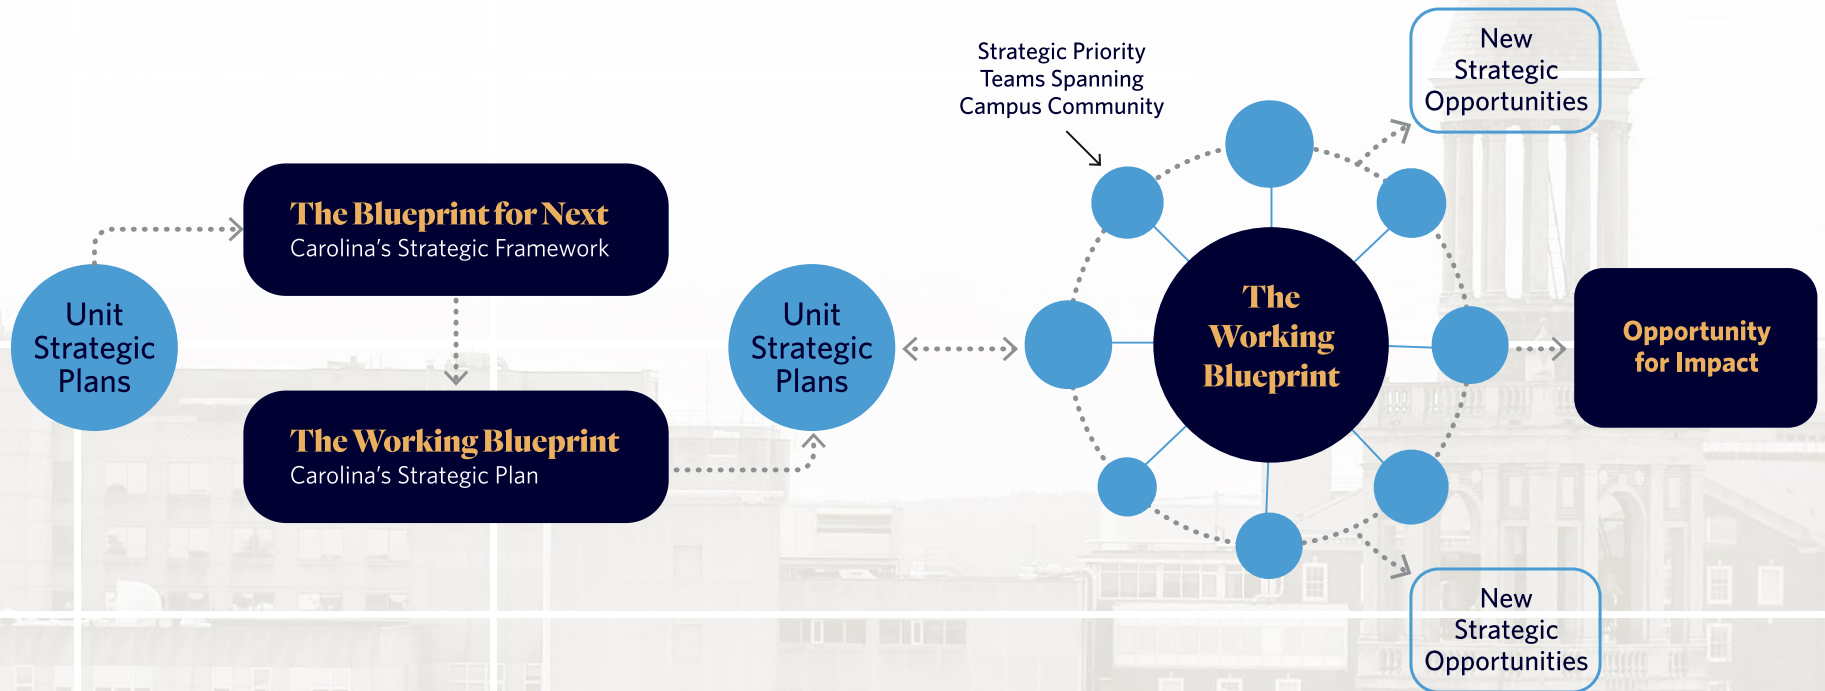 Unit
Strategic
Plans
The Blueprint for Next
Carolina’s Strategic Framework
The Working Blueprint
Carolina’s Strategic Plan
Unit
Strategic
Plans
Strategic Priority
Teams Spanning
Campus Community
The
Working
Blueprint
New
Strategic
Opportunities
Opportunity
for Impact
New
Strategic
Opportunities